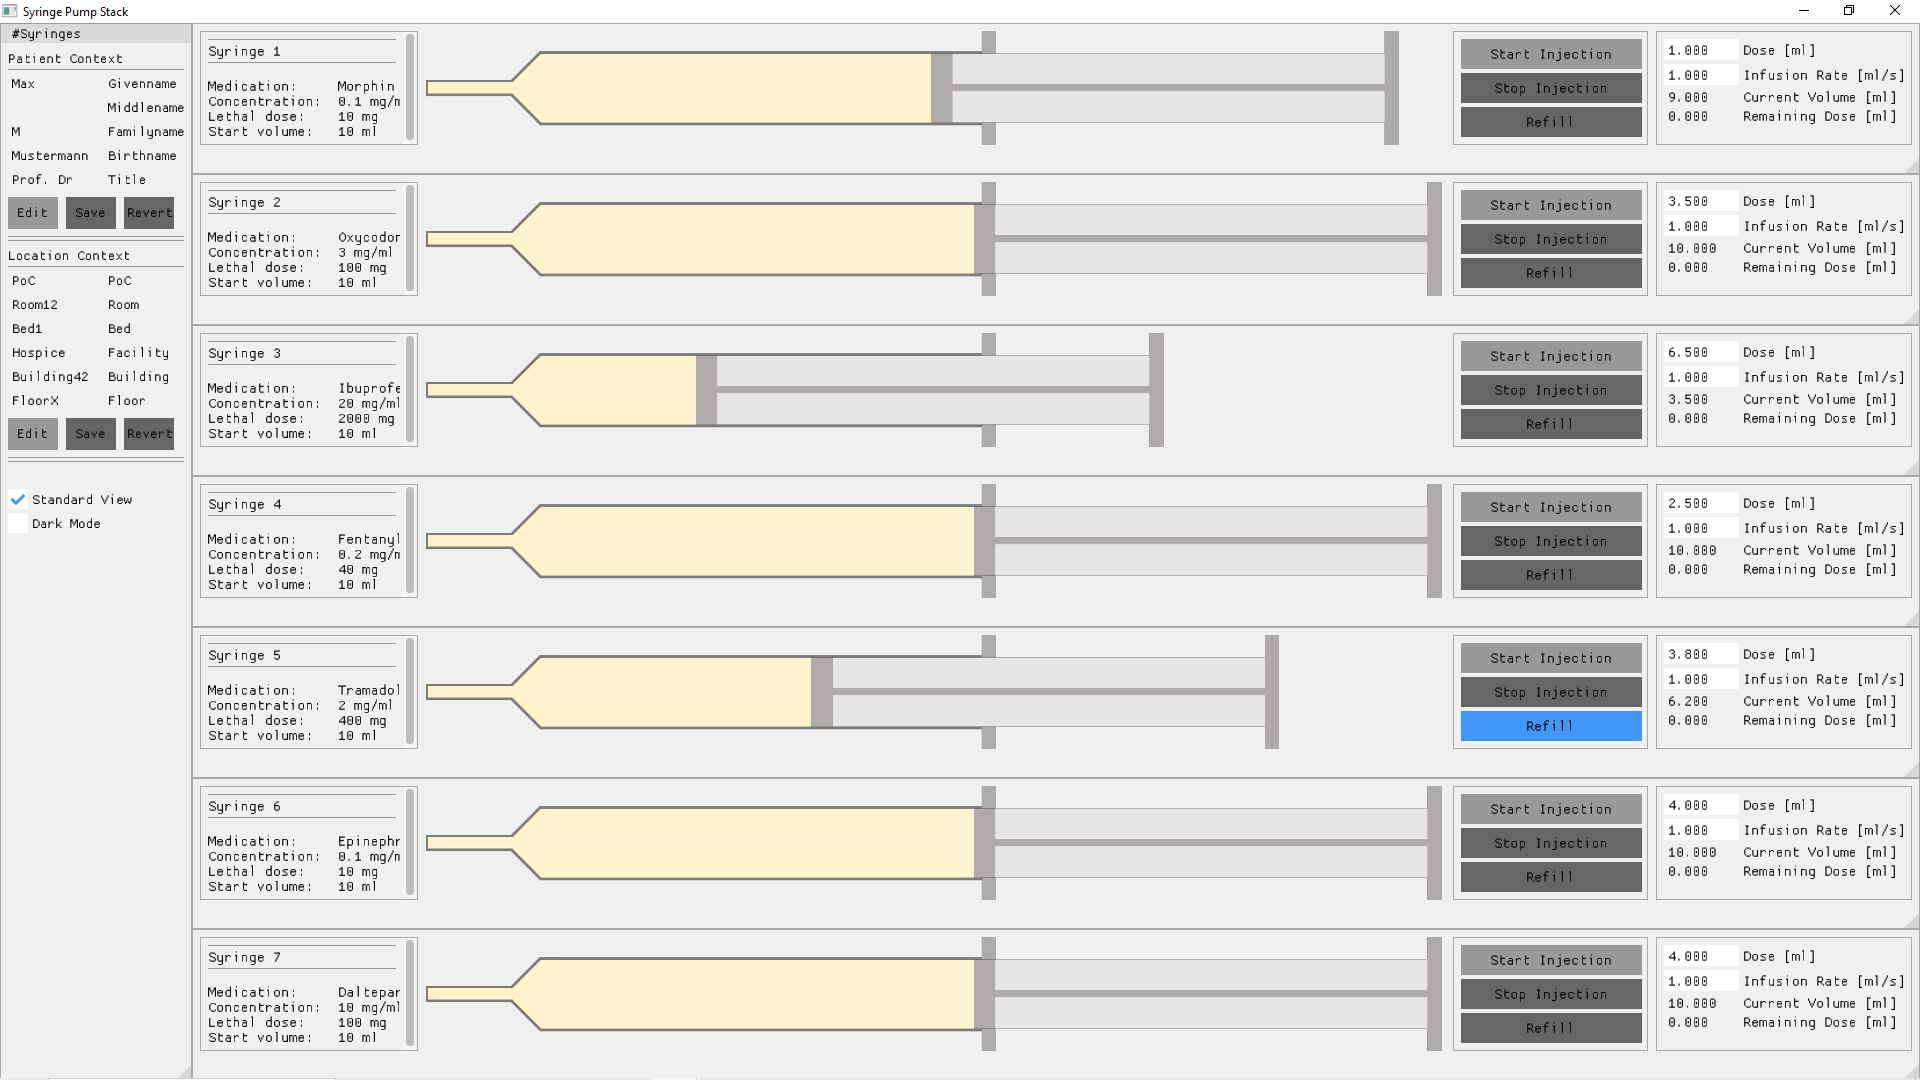 Syringe Pump Stack
#Syringes
Patient Context
Max Givenname
Middlename
M Familyname
Mustermann Birthname
Prof. Dr Title
Edit Save Revert
Location Context
PoC PoC
Room12 Room
Bed1 Bed
Hospice Facility
Building42 Building
FloorX Floor
Edit Save Revert
Standard View
Dark Mode
Syringe 1
Medication: Morphin
Concentration: 0.1 mg/m
Lethal dose: 10 mg
Start volume: 10 ml
Start Injection
Stop Injection
Refill
1.000 Dose [ml]
1.000 Infusion Rate [ml/s]
9.000 Current Volume [ml]
0.000 Remaining Dose [ml]
Syringe 2
Medication: Oxycodon
Concentration: 3 mg/ml
Lethal dose: 100 mg
Start volume: 10 ml
Start Injection
Stop Injection
Refill
3.500 Dose [ml]
1.000 Infusion Rate [ml/s]
10.000 Current Volume [ml]
0.000 Remaining Dose [ml]
Syringe 3
Medication: Ibuprofe
Concentration: 20 mg/ml
Lethal dose: 2000 mg
Start volume: 10 ml
Start Injection
Stop Injection
Refill
6.500 Dose [ml]
1.000 Infusion Rate [ml/s]
3.500 Current Volume [ml]
0.000 Remaining Dose [ml]
Syringe 4
Medication: Fentanyl
Concentration: 0.2 mg/m
Lethal dose: 40 mg
Start volume: 10 ml
Start Injection
Stop Injection
Refill
2.500 Dose [ml]
1.000 Infusion Rate [ml/s]
10.000 Current Volume [ml]
0.000 Remaining Dose [ml]
Syringe 5
Medication: Tramadol
Concentration: 2 mg/ml
Lethal dose: 400 mg
Start volume: 10 ml
Start Injection
Stop Injection
Refill
3.800 Dose [ml]
1.000 Infusion Rate [ml/s]
6.200 Current Volume [ml]
0.000 Remaining Dose [ml]
Syringe 6
Medication: Epinephr
Concentration: 0.1 mg/m
Lethal dose: 10 mg
Start volume: 10 ml
Start Injection
Stop Injection
Refill
4.000 Dose [ml]
1.000 Infusion Rate [ml/s]
10.000 Current Volume [ml]
0.000 Remaining Dose [ml]
Syringe 7
Medication: Daltepar
Concentration: 10 mg/ml
Lethal dose: 100 mg
Start volume: 10 ml
Start Injection
Stop Injection
Refill
4.000 Dose [ml]
1.000 Infusion Rate [ml/s]
10.000 Current Volume [ml]
0.000 Remaining Dose [ml]